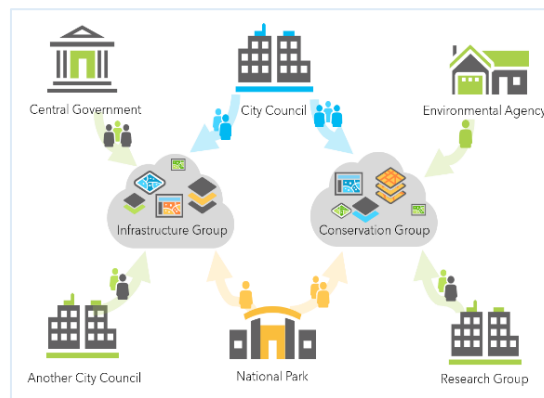 Central Government
City Council
Environmental Agency
Infrastructure Group
Conservation Group
Another City Council
National Park
Research Group